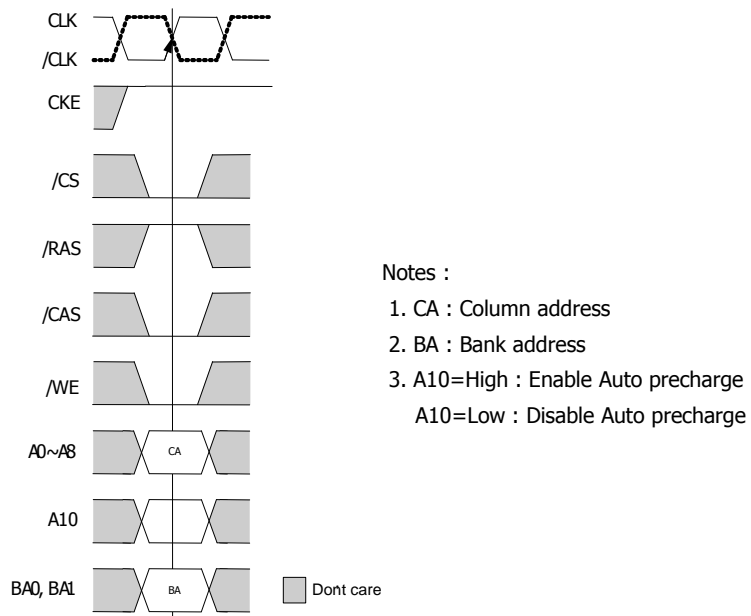 CLK
/CLK
CKE
/CS
/RAS
/CAS
/WE
A0~A8
CA
A10
BA0, BA1
BA
Dont care
Notes :
1. CA : Column address
2. BA : Bank address
3. A10=High : Enable Auto precharge
A10=Low : Disable Auto precharge